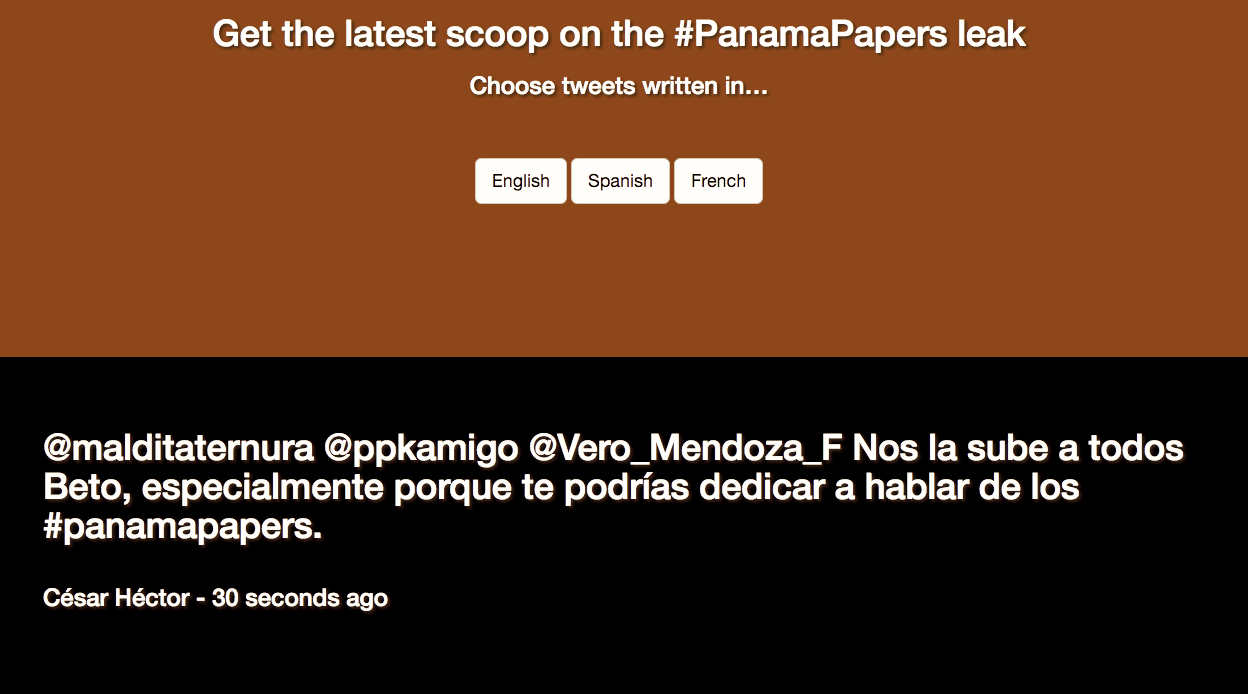 Get the latest scoop on the #PanamaPapers leak
Choose tweets written in...
English Spanish French
@malditaternura @ppkamigo @Vero_Mendoza_F Nos la sube a todos
Beto, especialmente porque te podrías dedicar a hablar de los
#panamapapers.
César Héctor - 30 seconds ago